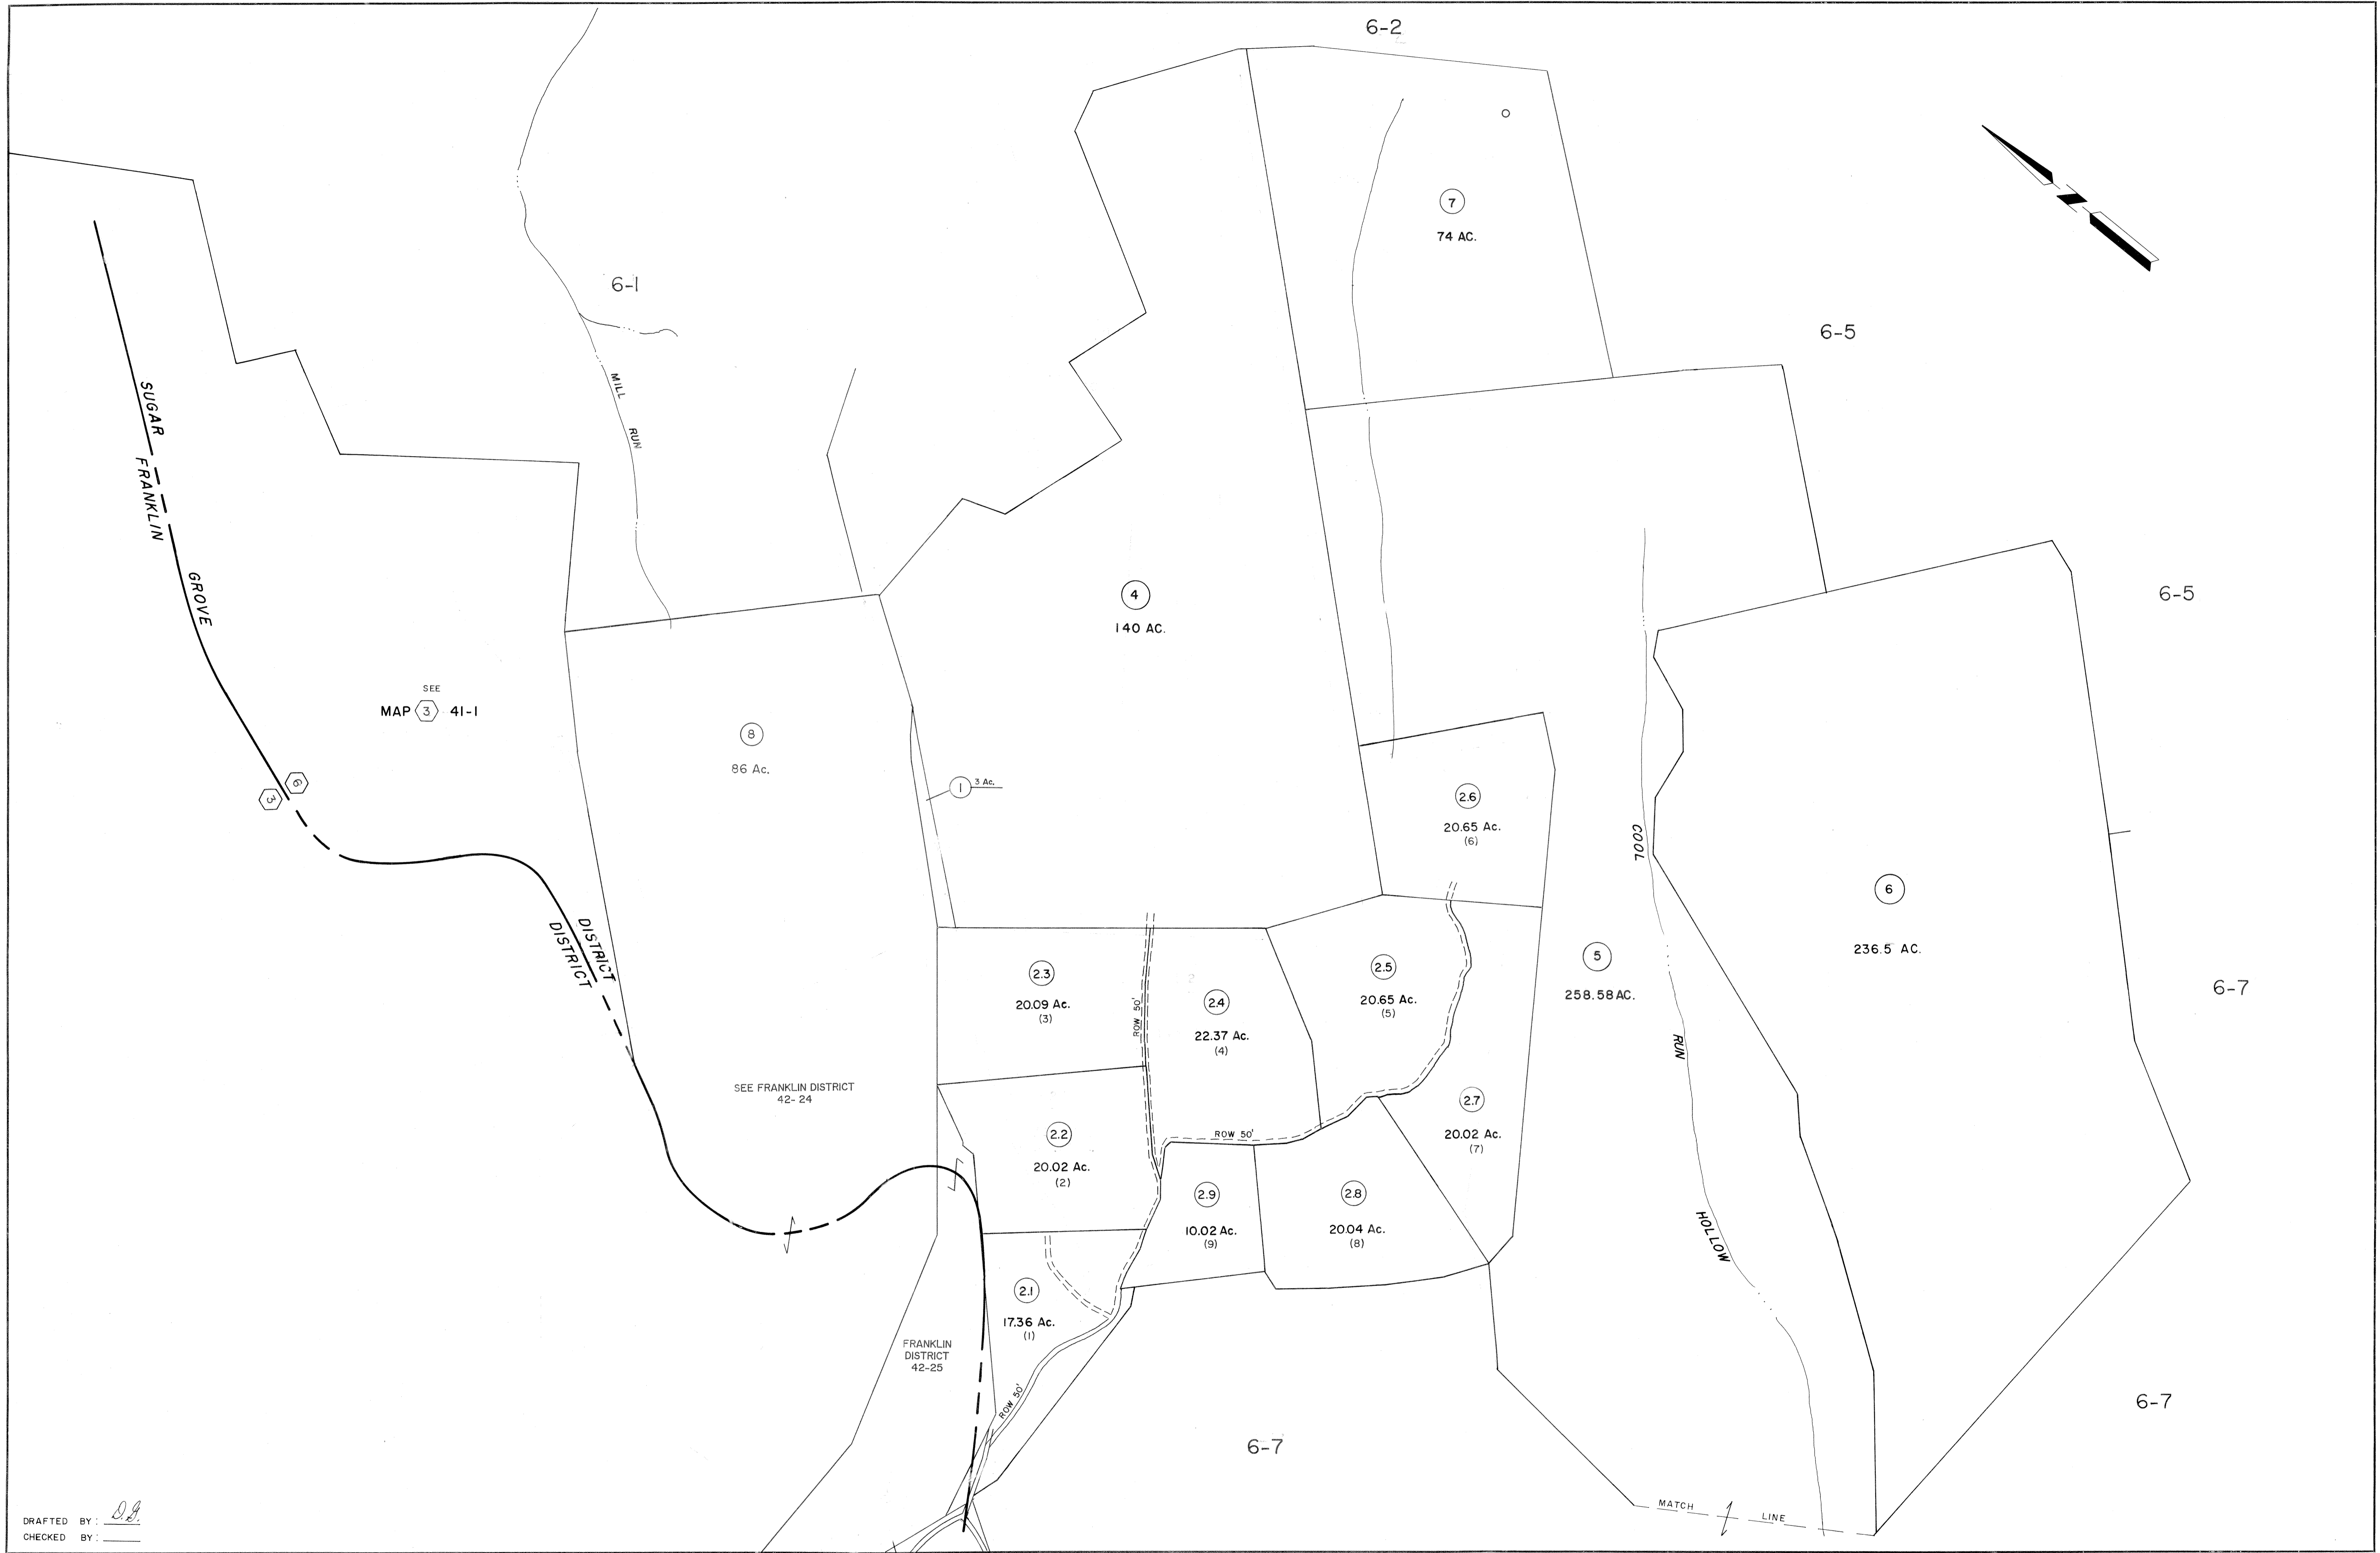 6-2
7
74 AC.
6-1
6-5
MILL RUN
SUGAR GROVE DISTRICT
FRANKLIN DISTRICT
4
140 AC.
6-5
SEE
MAP 3 41-1
8
86 Ac.
1 3 Ac.
6
3
2.6
20.65 Ac.
(6)
COOL HOLLOW RUN
6
236.5 AC.
5
258.58 AC.
6-7
2.3
20.09 Ac.
(3)
ROW 50'
2.4
22.37 Ac.
(4)
2.5
20.65 Ac.
(5)
SEE FRANKLIN DISTRICT
42-24
2.7
20.02 Ac.
(7)
ROW 50'
2.2
20.02 Ac.
(2)
2.9
10.02 Ac.
(9)
2.8
20.04 Ac.
(8)
2.1
17.36 Ac.
(1)
FRANKLIN
DISTRICT
42-25
ROW 50'
6-7
6-7
MATCH LINE
DRAFTED BY: D.G.
CHECKED BY: